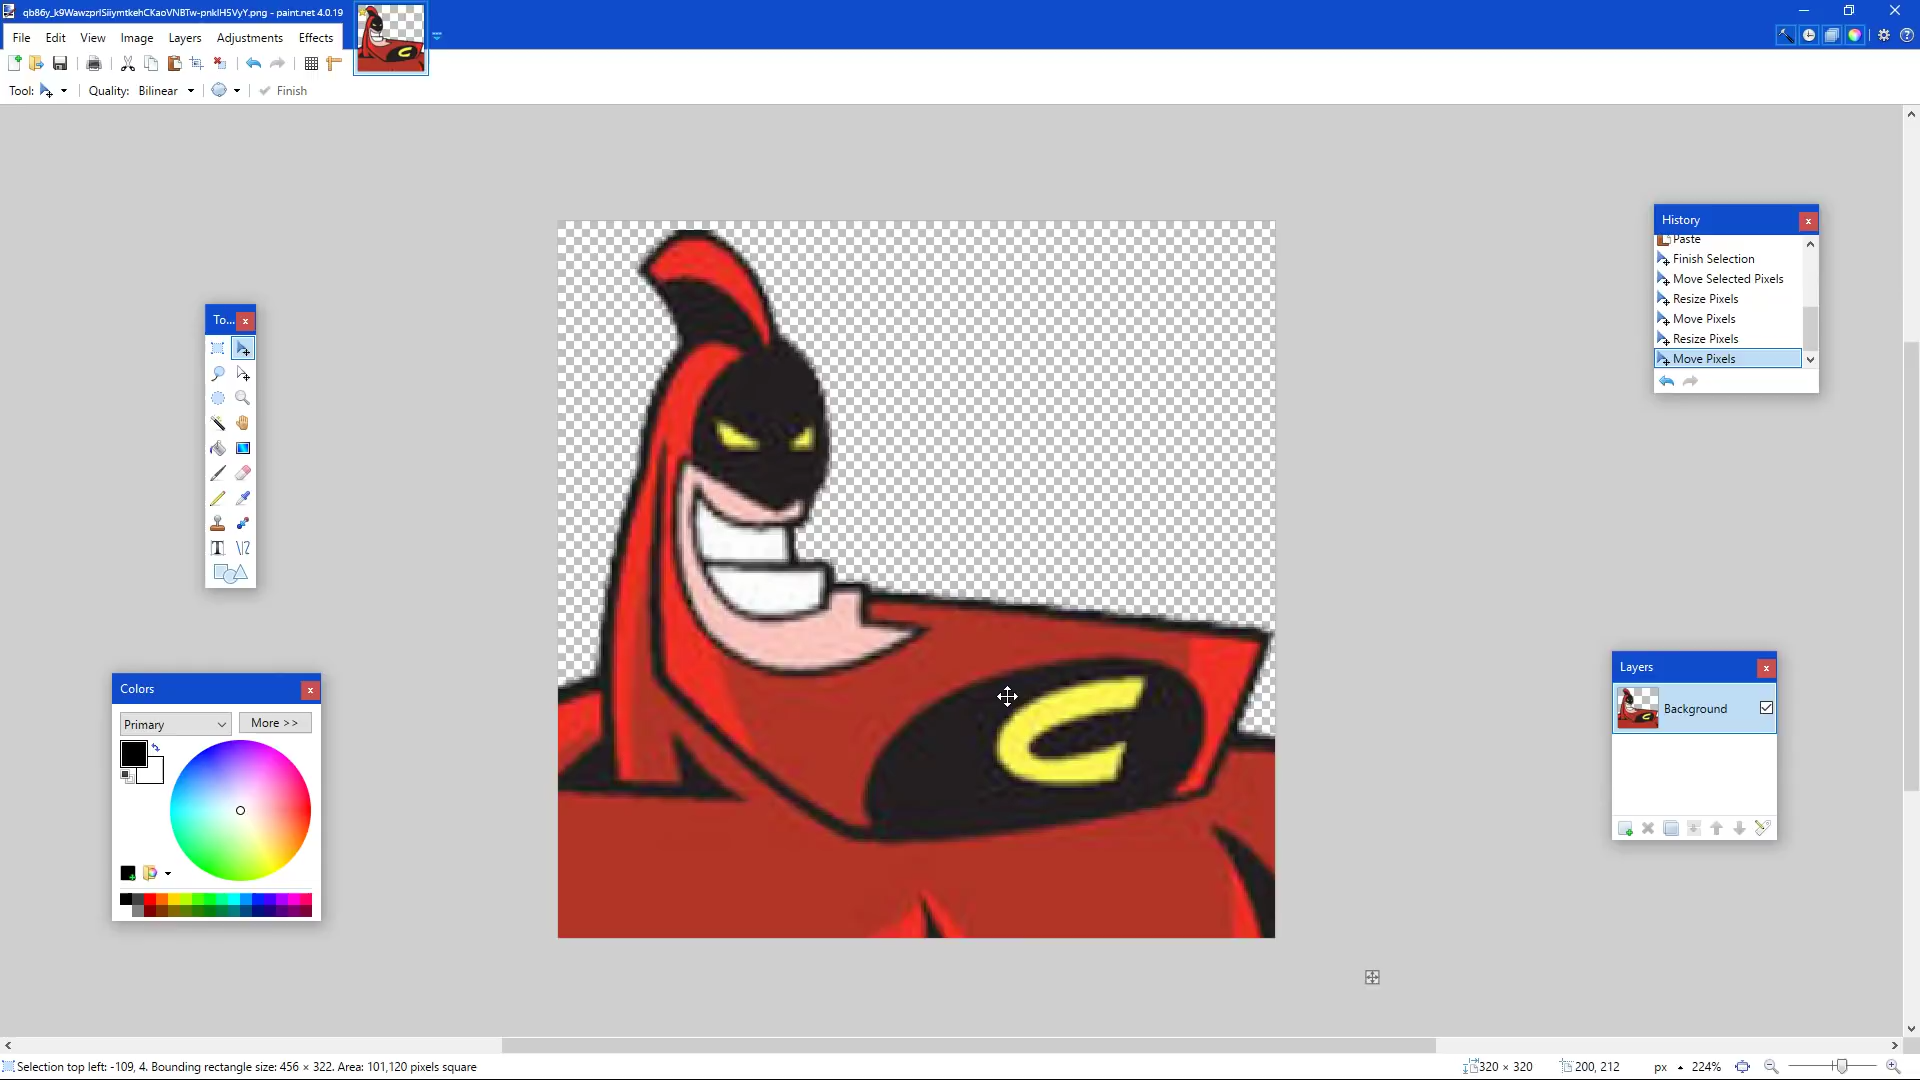 qb86y_k9WawzprlSiiymtkehCKaoVNBTw-pnkIH5VyY.png - paint.net 4.0.19
File Edit View Image Layers Adjustments Effects
Tool: Quality: Bilinear Finish
History
Paste
Finish Selection
Move Selected Pixels
Resize Pixels
Move Pixels
Resize Pixels
Move Pixels
To...
Colors
Primary More >>
C
Layers
Background
Selection top left: -109, 4. Bounding rectangle size: 456 × 322. Area: 101,120 pixels square 320 × 320 200, 212 px 224%